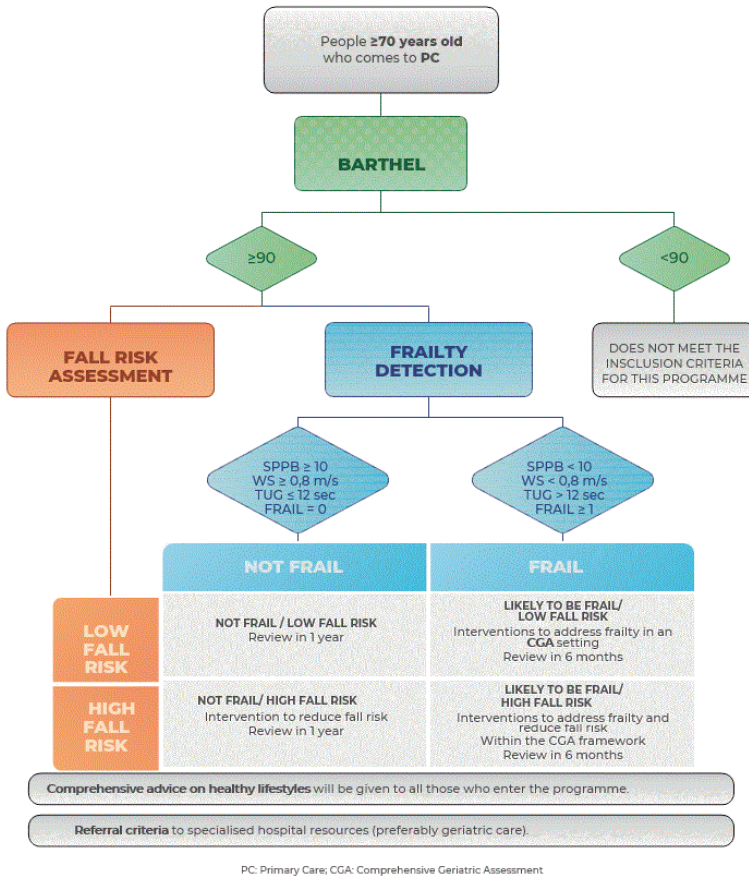 People ≥70 years old
who comes to PC
BARTHEL
≥90
<90
FALL RISK
ASSESSMENT
FRAILTY
DETECTION
DOES NOT MEET THE
INSCLUSION CRITERIA
FOR THIS PROGRAMME
SPPB ≥ 10
WS ≥ 0,8 m/s
TUG ≤ 12 sec
FRAIL = 0
SPPB < 10
WS < 0,8 m/s
TUG > 12 sec
FRAIL ≥ 1
NOT FRAIL
FRAIL
LOW
FALL
RISK
NOT FRAIL / LOW FALL RISK
Review in 1 year
LIKELY TO BE FRAIL/
LOW FALL RISK
Interventions to address frailty in an
CGA setting
Review in 6 months
HIGH
FALL
RISK
NOT FRAIL/ HIGH FALL RISK
Intervention to reduce fall risk
Review in 1 year
LIKELY TO BE FRAIL/
HIGH FALL RISK
Interventions to address frailty and
reduce fall risk
Within the CGA framework
Review in 6 months
Comprehensive advice on healthy lifestyles will be given to all those who enter the programme.
Referral criteria to specialised hospital resources (preferably geriatric care).
PC: Primary Care; CGA: Comprehensive Geriatric Assessment